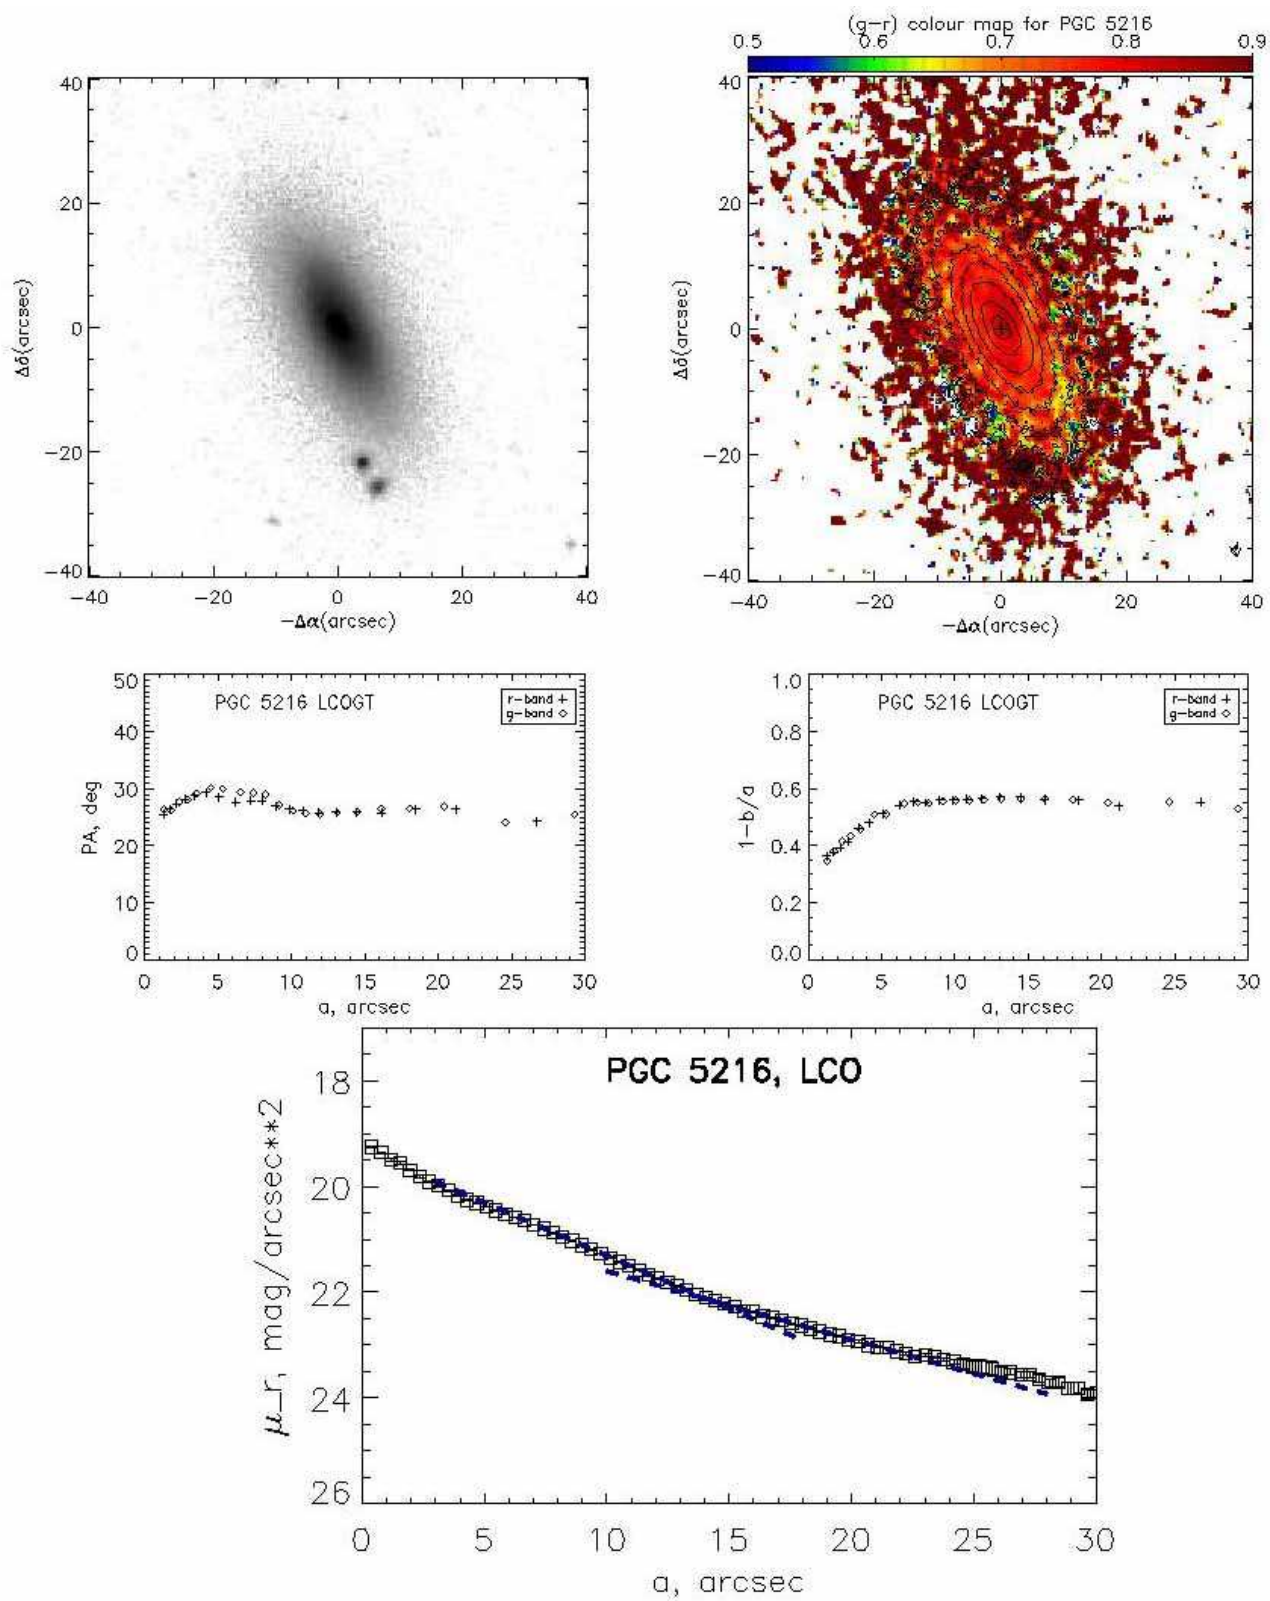 (g−r) colour map for PGC 5216
0.5 0.6 0.7 0.8 0.9
40
20
0
−20
−40
Δδ(arcsec)
−40 −20 0 20 40
−Δα(arcsec)
40
20
0
−20
−40
Δδ(arcsec)
−40 −20 0 20 40
−Δα(arcsec)
PGC 5216 LCOGT
r−band +
g−band ◇
50
40
30
20
10
0
PA, deg
0 5 10 15 20 25 30
a, arcsec
PGC 5216 LCOGT
r−band +
g−band ◇
1.0
0.8
0.6
0.4
0.2
0.0
1−b/a
0 5 10 15 20 25 30
a, arcsec
PGC 5216, LCO
18
20
22
24
26
μ_r, mag/arcsec**2
0 5 10 15 20 25 30
a, arcsec